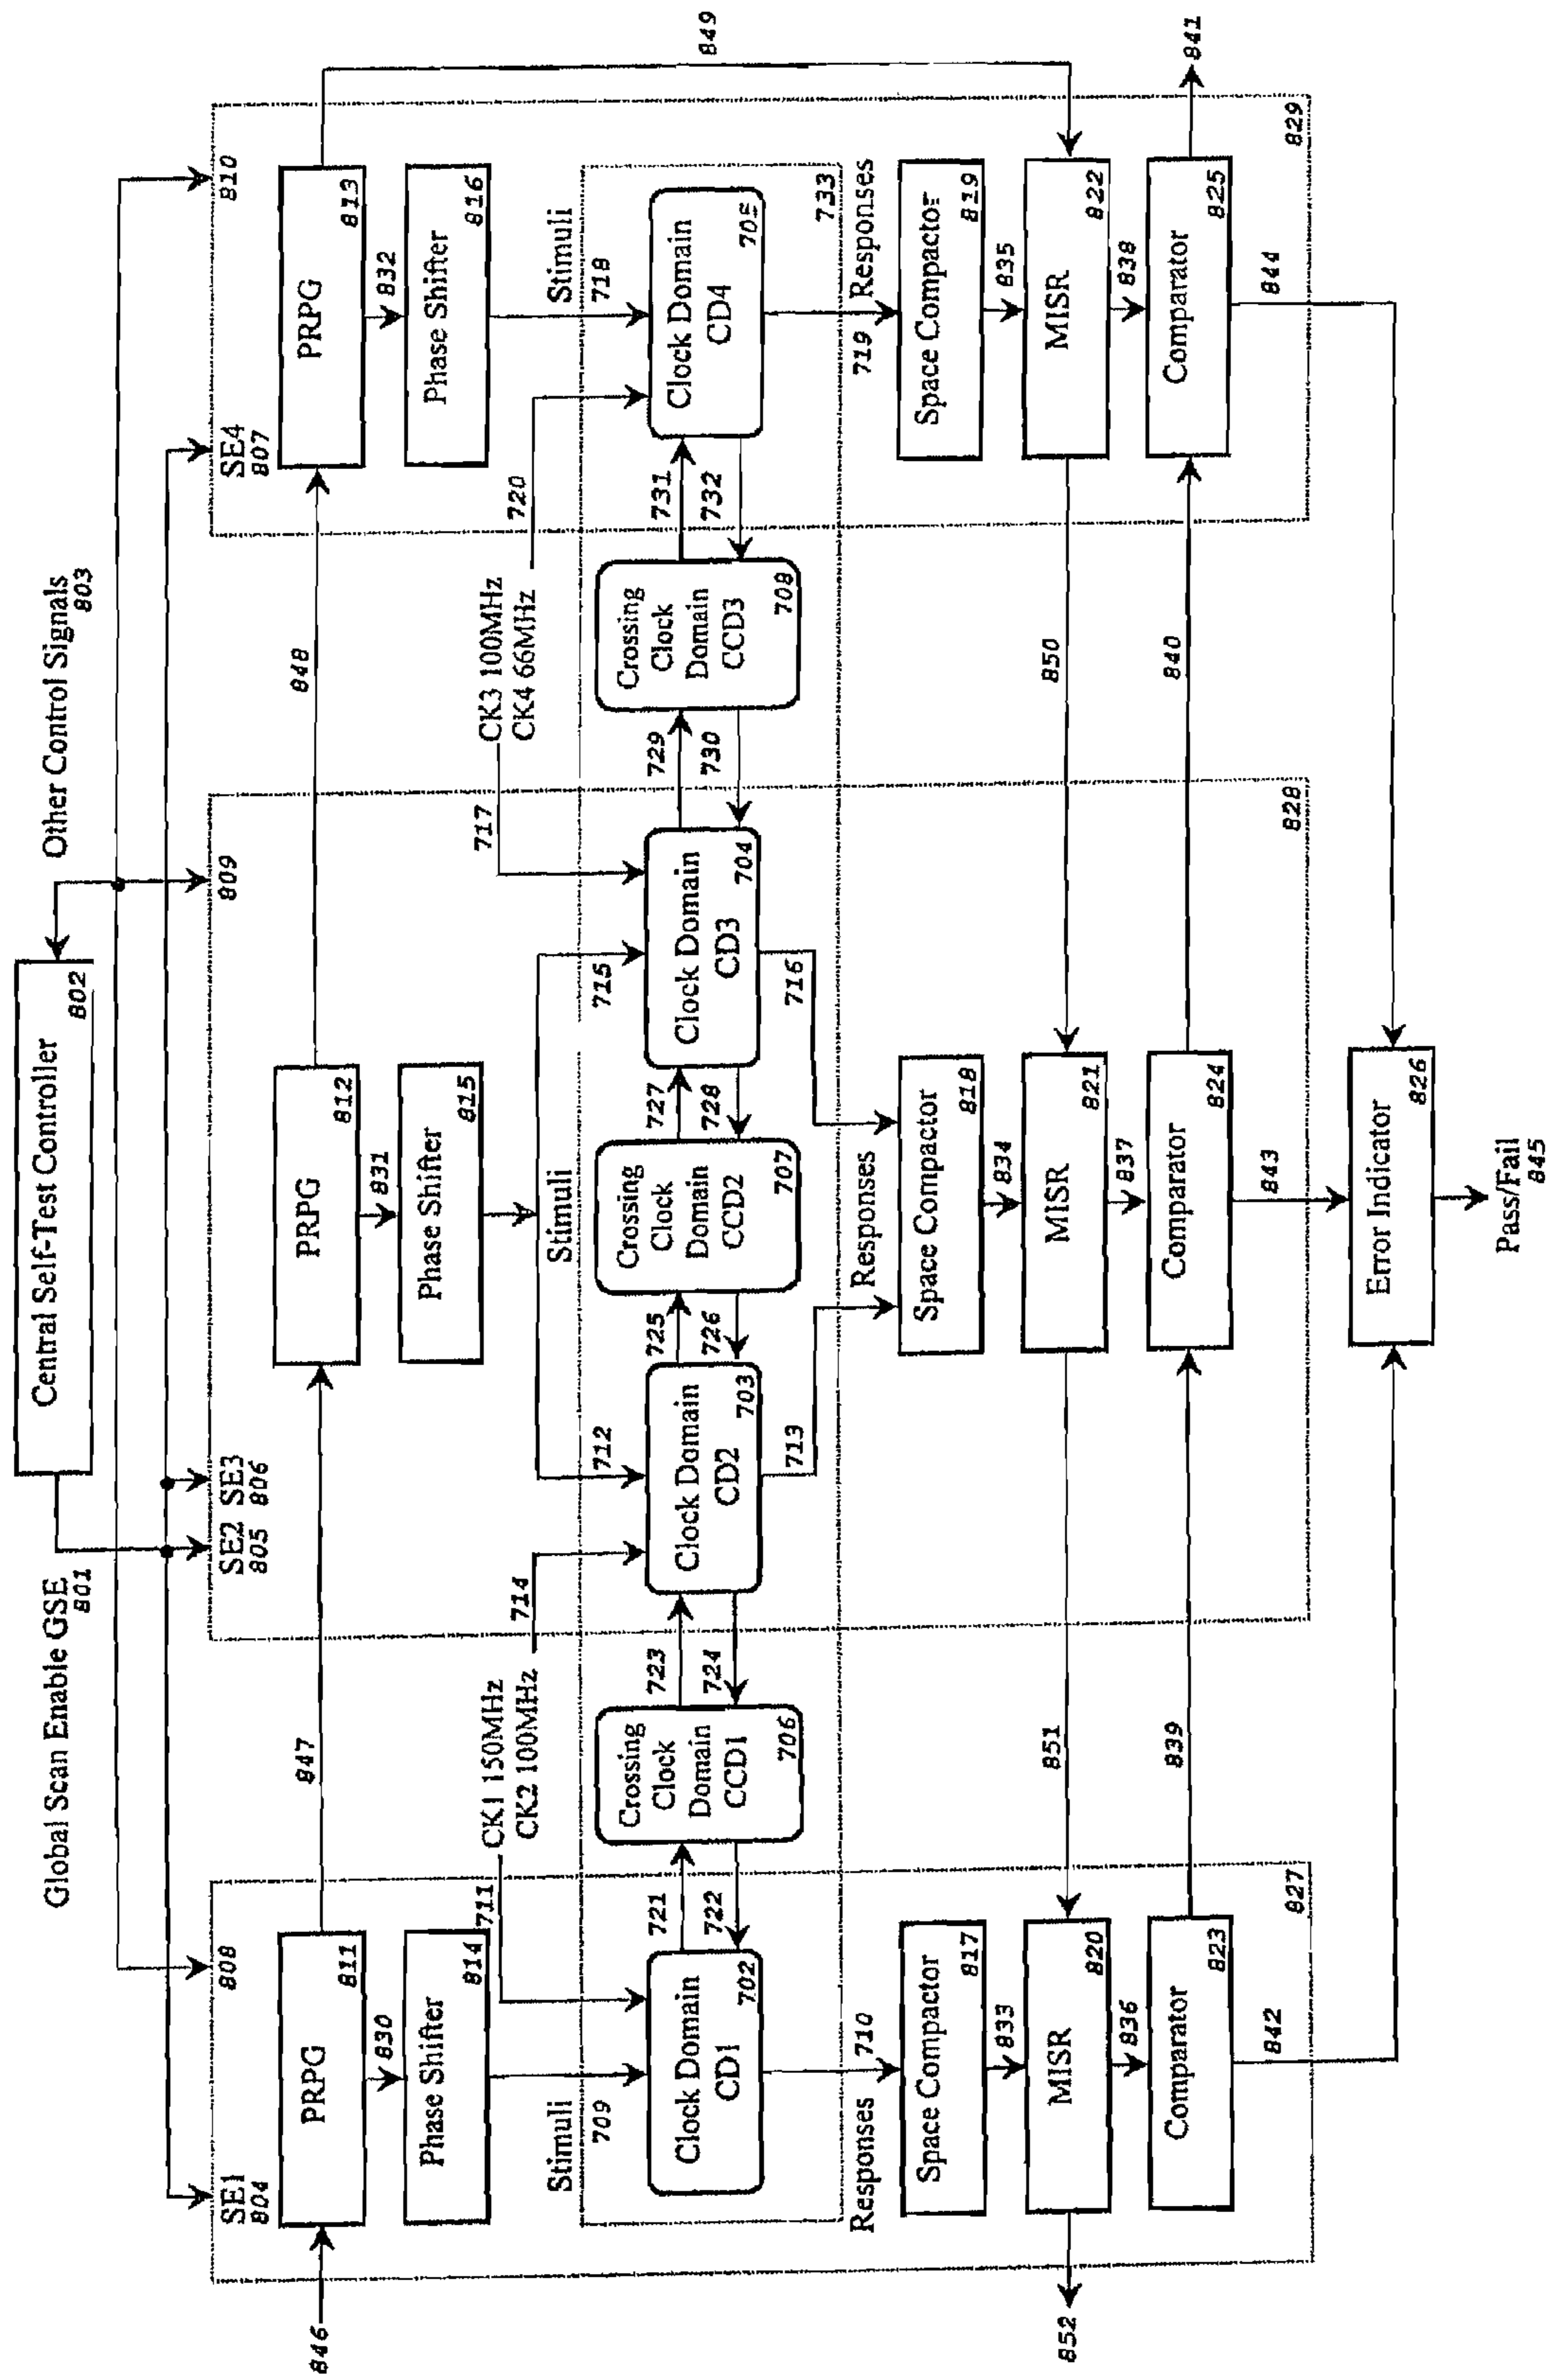 Central Self-Test Controller
802
Global Scan Enable GSE
801
Other Control Signals
803
SE1
804
808
SE2
805
SE3
806
809
SE4
807
810
846
PRPG
811
847
PRPG
812
848
PRPG
813
849
830
831
832
Phase Shifter
814
Phase Shifter
815
Phase Shifter
816
711
CK1 150MHz
CK2 100MHz
714
717
CK3 100MHz
CK4 66MHz
720
Stimuli
709
712
Stimuli
715
Stimuli
718
Clock Domain
CD1
702
721
722
Crossing
Clock
Domain
CCD1
706
723
724
Clock Domain
CD2
703
725
726
Crossing
Clock
Domain
CCD2
707
727
728
Clock Domain
CD3
704
729
730
Crossing
Clock
Domain
CCD3
708
731
732
Clock Domain
CD4
705
733
Responses
710
713
Responses
716
719
Responses
Space Compactor
817
Space Compactor
818
Space Compactor
819
833
834
835
MISR
820
851
MISR
821
850
MISR
822
852
836
837
838
Comparator
823
839
Comparator
824
840
Comparator
825
841
842
827
843
828
844
829
Error Indicator
826
Pass/Fail
845